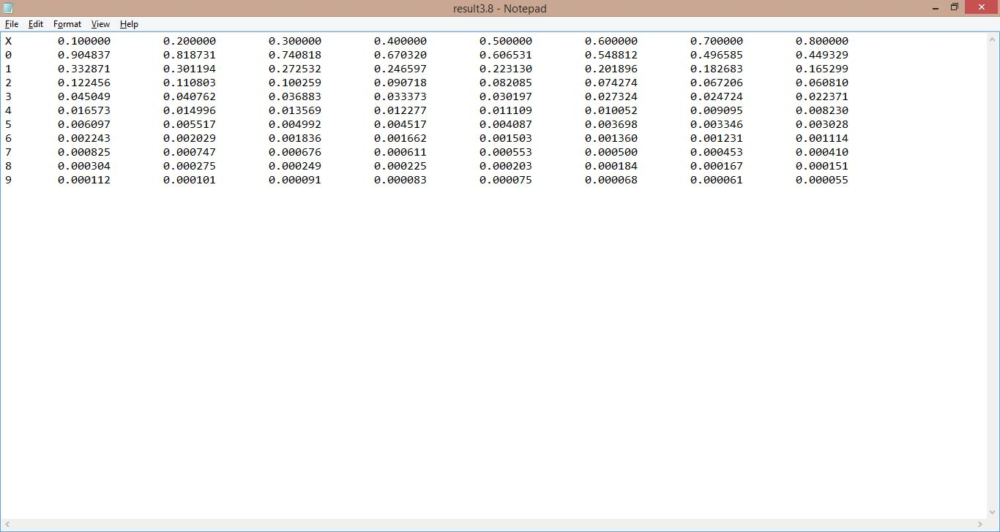 result3.8 - Notepad
File Edit Format View Help
X 0.100000 0.200000 0.300000 0.400000 0.500000 0.600000 0.700000 0.800000
0 0.904837 0.818731 0.740818 0.670320 0.606531 0.548812 0.496585 0.449329
1 0.332871 0.301194 0.272532 0.246597 0.223130 0.201896 0.182683 0.165299
2 0.122456 0.110803 0.100259 0.090718 0.082085 0.074274 0.067206 0.060810
3 0.045049 0.040762 0.036883 0.033373 0.030197 0.027324 0.024724 0.022371
4 0.016573 0.014996 0.013569 0.012277 0.011109 0.010052 0.009095 0.008230
5 0.006097 0.005517 0.004992 0.004517 0.004087 0.003698 0.003346 0.003028
6 0.002243 0.002029 0.001836 0.001662 0.001503 0.001360 0.001231 0.001114
7 0.000825 0.000747 0.000676 0.000611 0.000553 0.000500 0.000453 0.000410
8 0.000304 0.000275 0.000249 0.000225 0.000203 0.000184 0.000167 0.000151
9 0.000112 0.000101 0.000091 0.000083 0.000075 0.000068 0.000061 0.000055